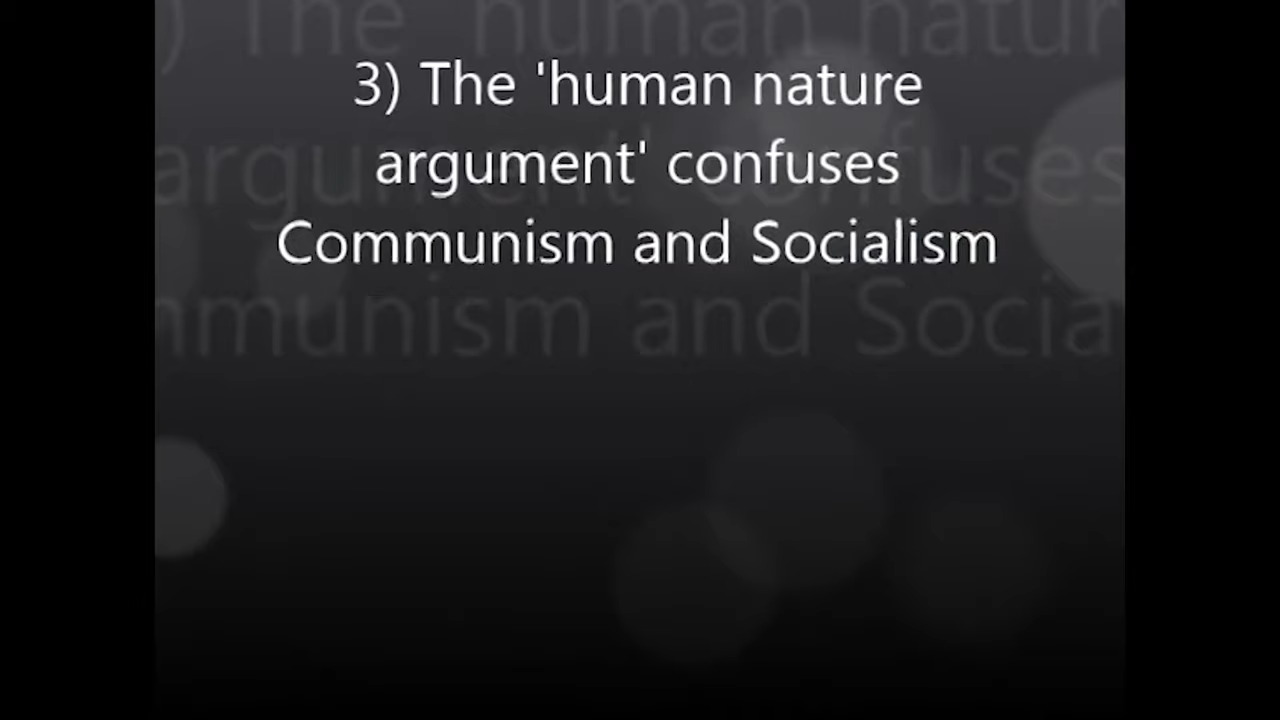 3) The 'human nature
argument' confuses
Communism and Socialism